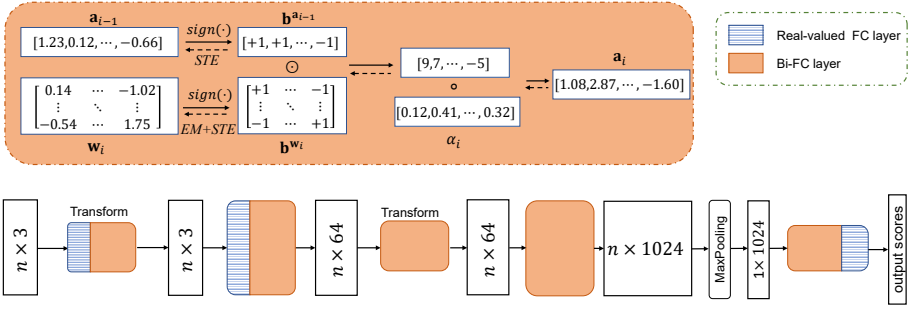 a_{i−1}
[1.23,0.12, ⋯ , −0.66]
sign(·)
STE
b^{a_{i−1}}
[+1, +1, ⋯ , −1]
⊙
0.14 ⋯ −1.02
⋮ ⋱ ⋮
−0.54 ⋯ 1.75
w_i
sign(·)
EM+STE
+1 ⋯ −1
⋮ ⋱ ⋮
−1 ⋯ +1
b^{w_i}
[9,7, ⋯ , −5]
∘
[0.12,0.41, ⋯ , 0.32]
α_i
a_i
[1.08,2.87, ⋯ , −1.60]
Real-valued FC layer
Bi-FC layer
n × 3
Transform
n × 3
n × 64
Transform
n × 64
n × 1024
MaxPooling
1 × 1024
output scores